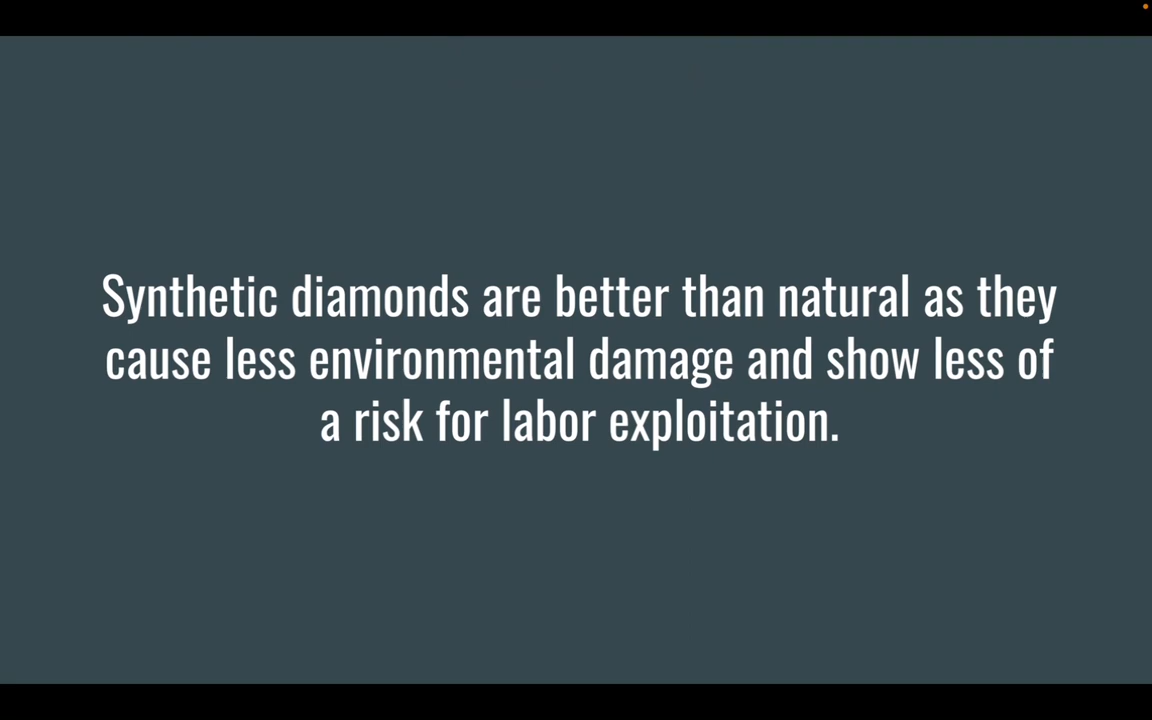 Synthetic diamonds are better than natural as they
cause less environmental damage and show less of
a risk for labor exploitation.